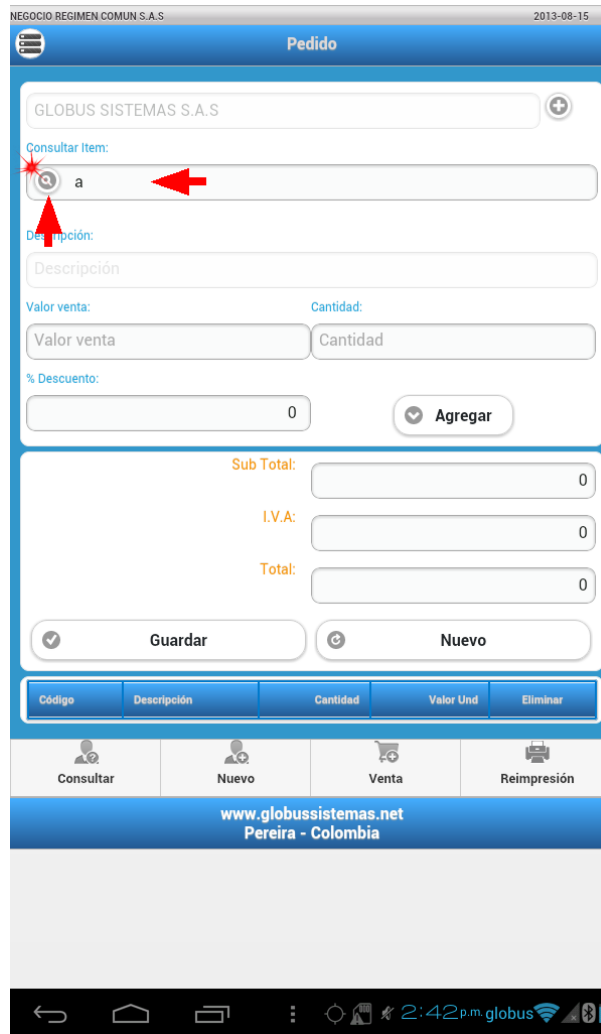 NEGOCIO REGIMEN COMUN S.A.S 2013-08-15
Pedido
GLOBUS SISTEMAS S.A.S
Consultar Item:
a
Descripción:
Descripción
Valor venta: Cantidad:
Valor venta Cantidad
% Descuento:
0 Agregar
Sub Total: 0
I.V.A: 0
Total: 0
Guardar Nuevo
Código Descripción Cantidad Valor Und Eliminar
Consultar Nuevo Venta Reimpresión
www.globussistemas.net
Pereira - Colombia
2:42 p.m. globus